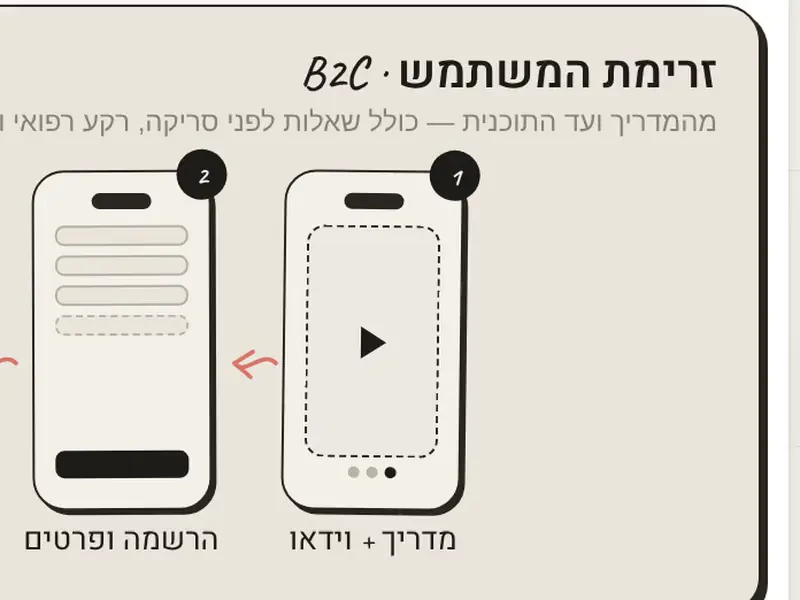 זרימת המשתמש · B2C
מהמדריך ועד התוכנית — כולל שאלות לפני סריקה, רקע רפואי
1
2
מדריך + וידאו
הרשמה ופרטים